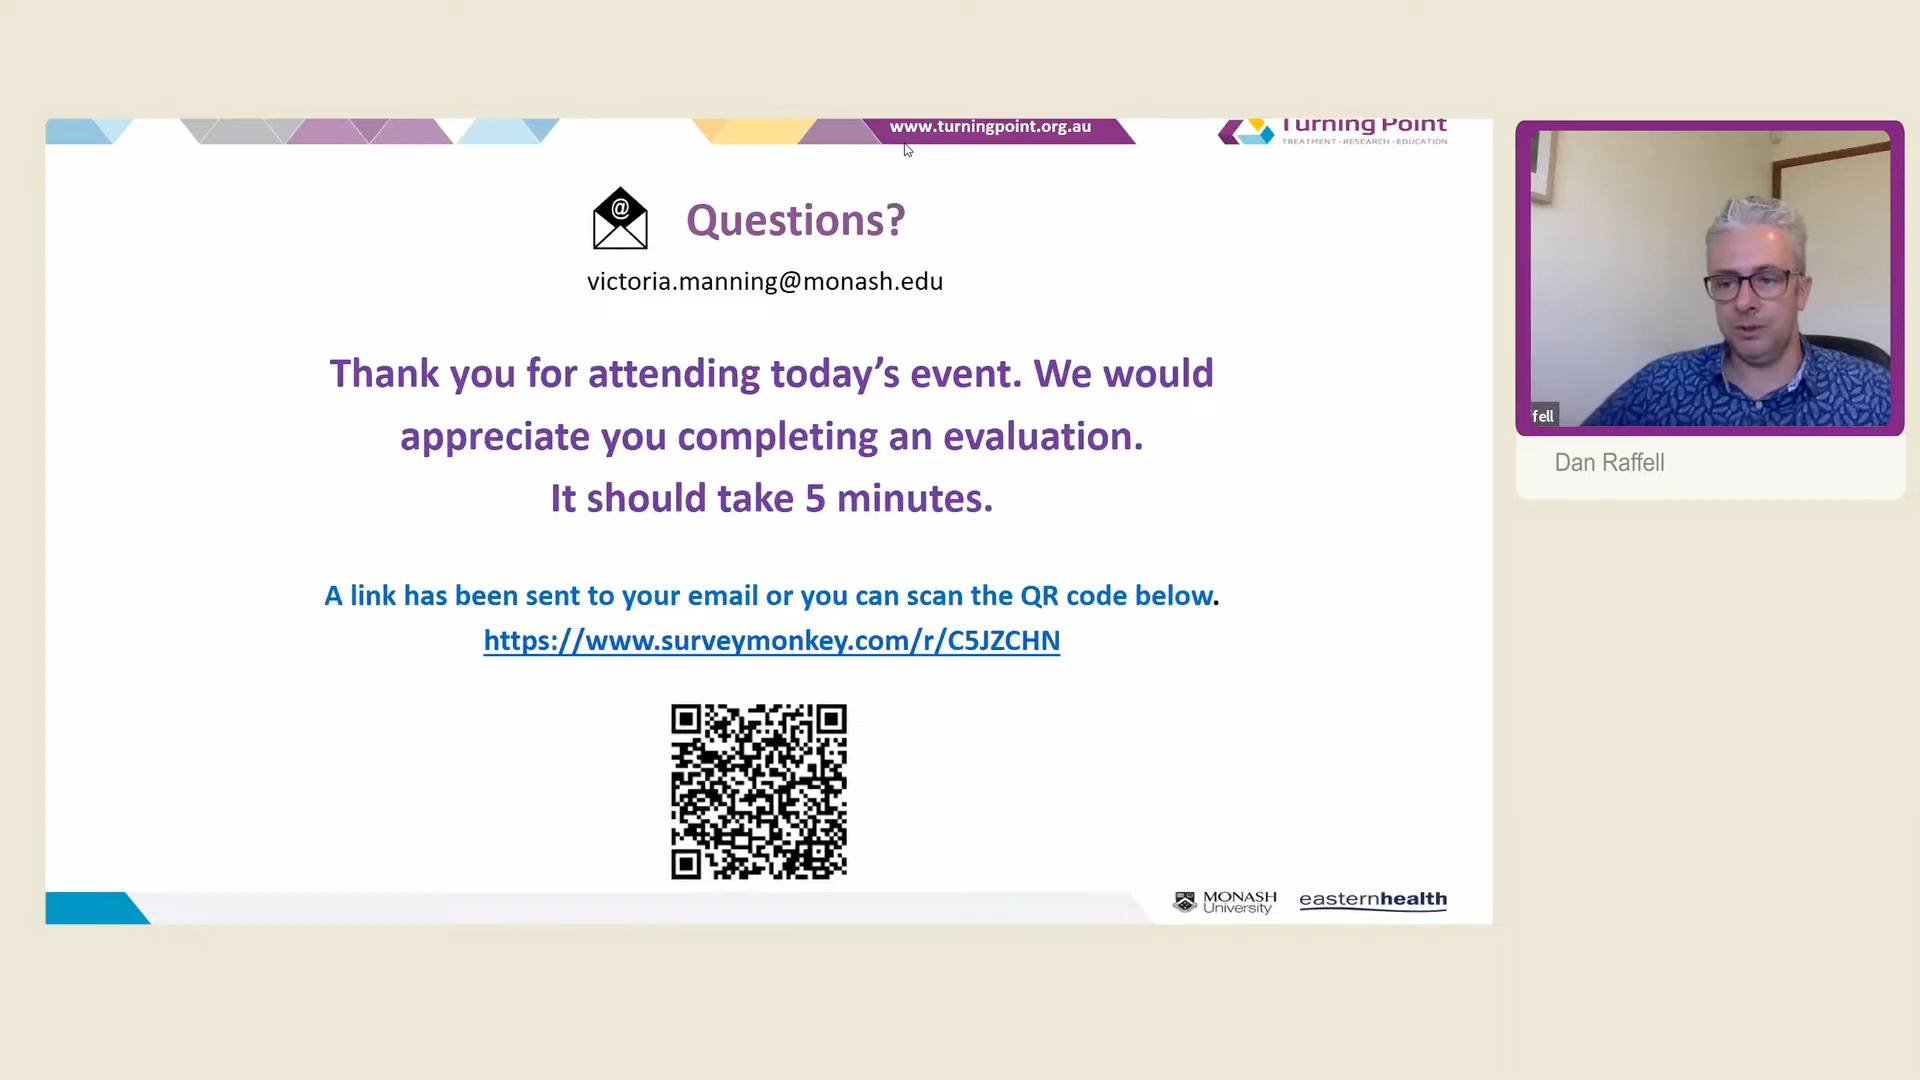 www.turningpoint.org.au
Turning Point
TREATMENT - RESEARCH - EDUCATION
@
Questions?
victoria.manning@monash.edu
Thank you for attending today’s event. We would
appreciate you completing an evaluation.
It should take 5 minutes.
A link has been sent to your email or you can scan the QR code below.
https://www.surveymonkey.com/r/C5JZCHN
MONASH
University
easternhealth
fell
Dan Raffell